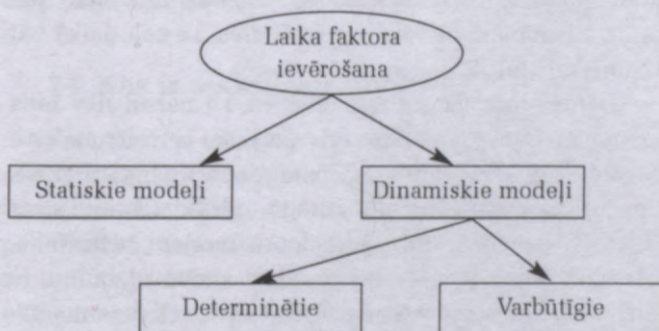 Laika faktora
ievērošana
Statiskie modeļi
Dinamiskie modeļi
Determinētie
Varbūtīgie